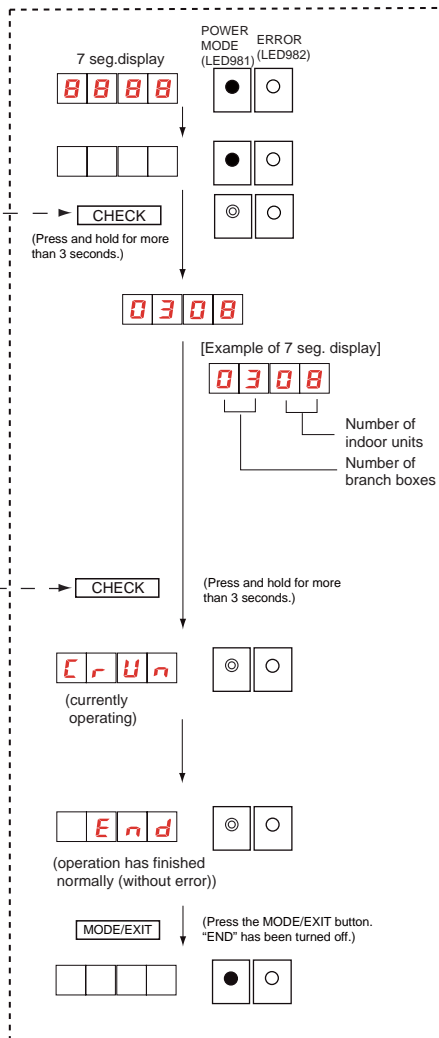 POWER
MODE
(LED981)
ERROR
(LED982)
7 seg.display
8888
CHECK
(Press and hold for more
than 3 seconds.)
0308
[Example of 7 seg. display]
0308
Number of
indoor units
Number of
branch boxes
CHECK
(Press and hold for more
than 3 seconds.)
CrUn
(currently
operating)
End
(operation has finished
normally (without error))
MODE/EXIT
(Press the MODE/EXIT button.
“END” has been turned off.)